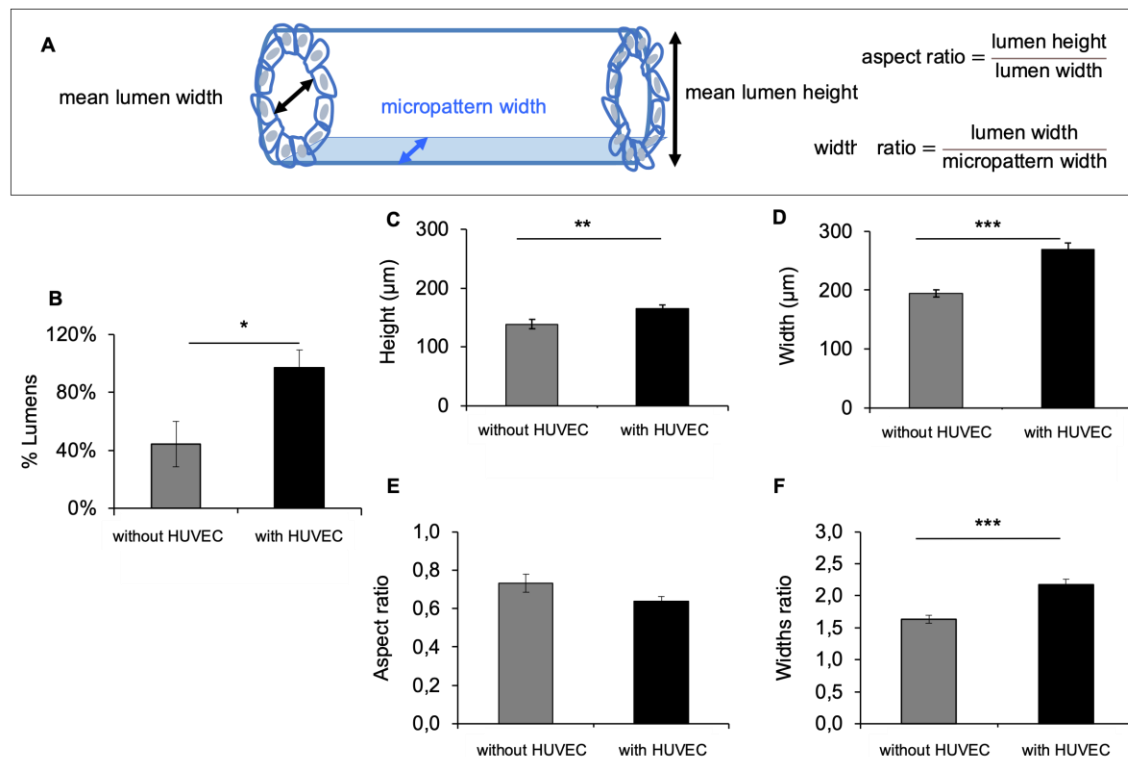 A
mean lumen width
micropattern width
mean lumen height
aspect ratio = lumen height
lumen width
width ratio = lumen width
micropattern width
B
% Lumens
120%
80%
40%
0%
*
without HUVEC
with HUVEC
C
Height (µm)
300
200
100
0
**
without HUVEC
with HUVEC
D
Width (µm)
300
200
100
0
***
without HUVEC
with HUVEC
E
Aspect ratio
1,0
0,8
0,6
0,4
0,2
0,0
without HUVEC
with HUVEC
F
Widths ratio
3,0
2,5
2,0
1,5
1,0
0,5
0,0
***
without HUVEC
with HUVEC